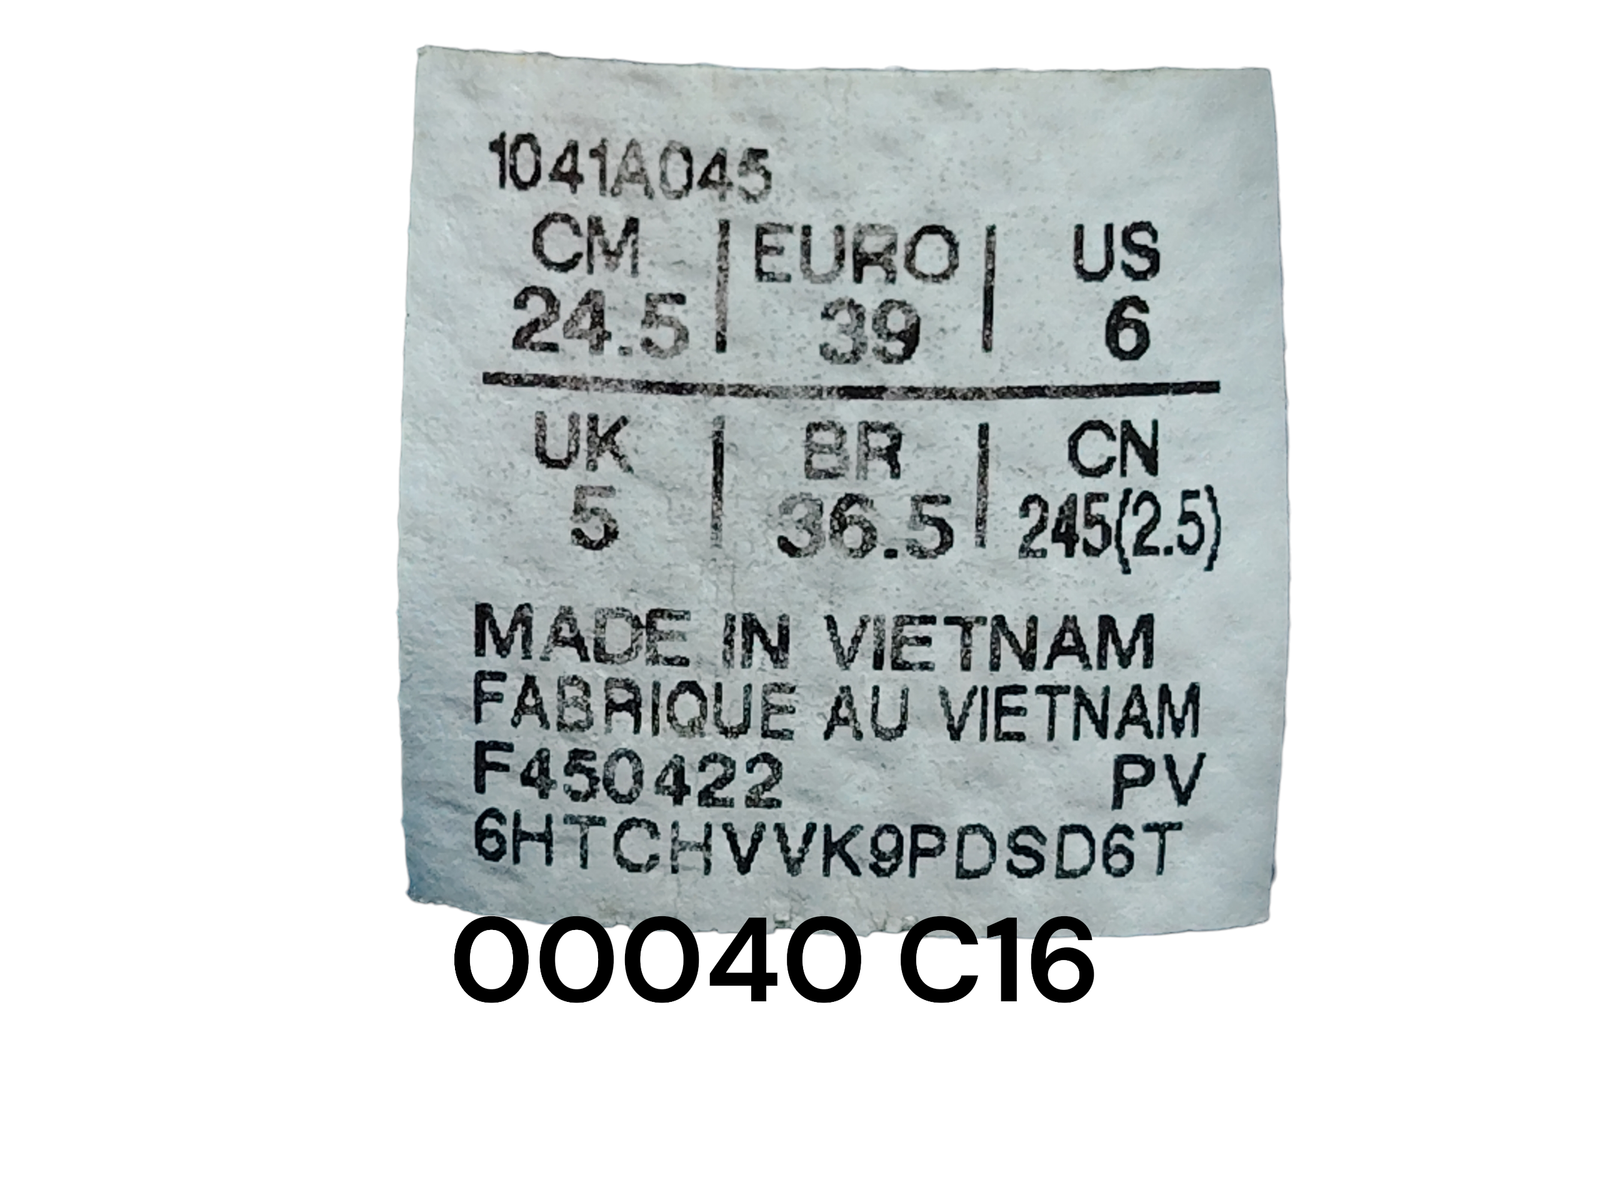 1041A045
CM | EURO | US
24.5 | 39 | 6
UK | BR | CN
5 | 36.5 | 245(2.5)
MADE IN VIETNAM
FABRIQUE AU VIETNAM
F450422 PV
6HTCHVVK9PDSD6T
00040 C16